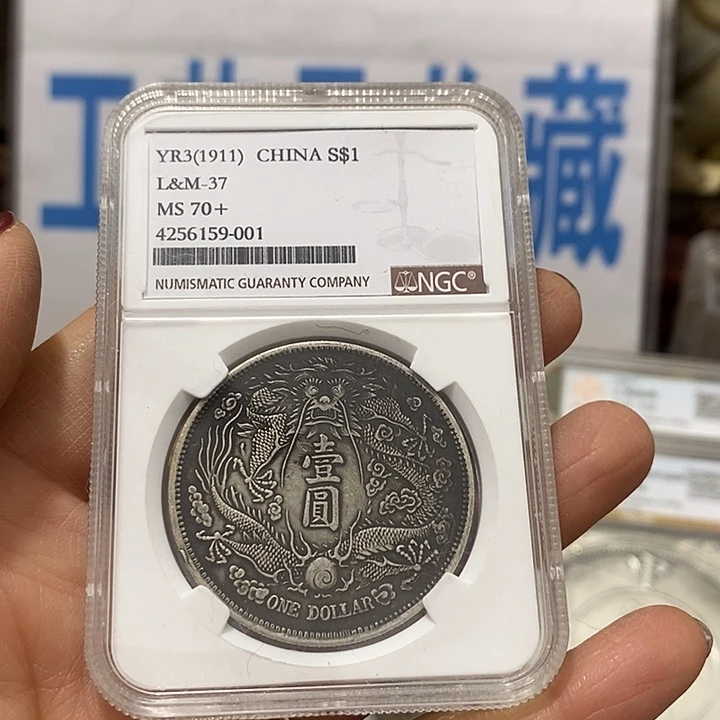 工 藏
YR3(1911) CHINA S$1
L&M-37
MS 70+
4256159-001
NUMISMATIC GUARANTY COMPANY NGC®
壹
圓
ONE DOLLAR